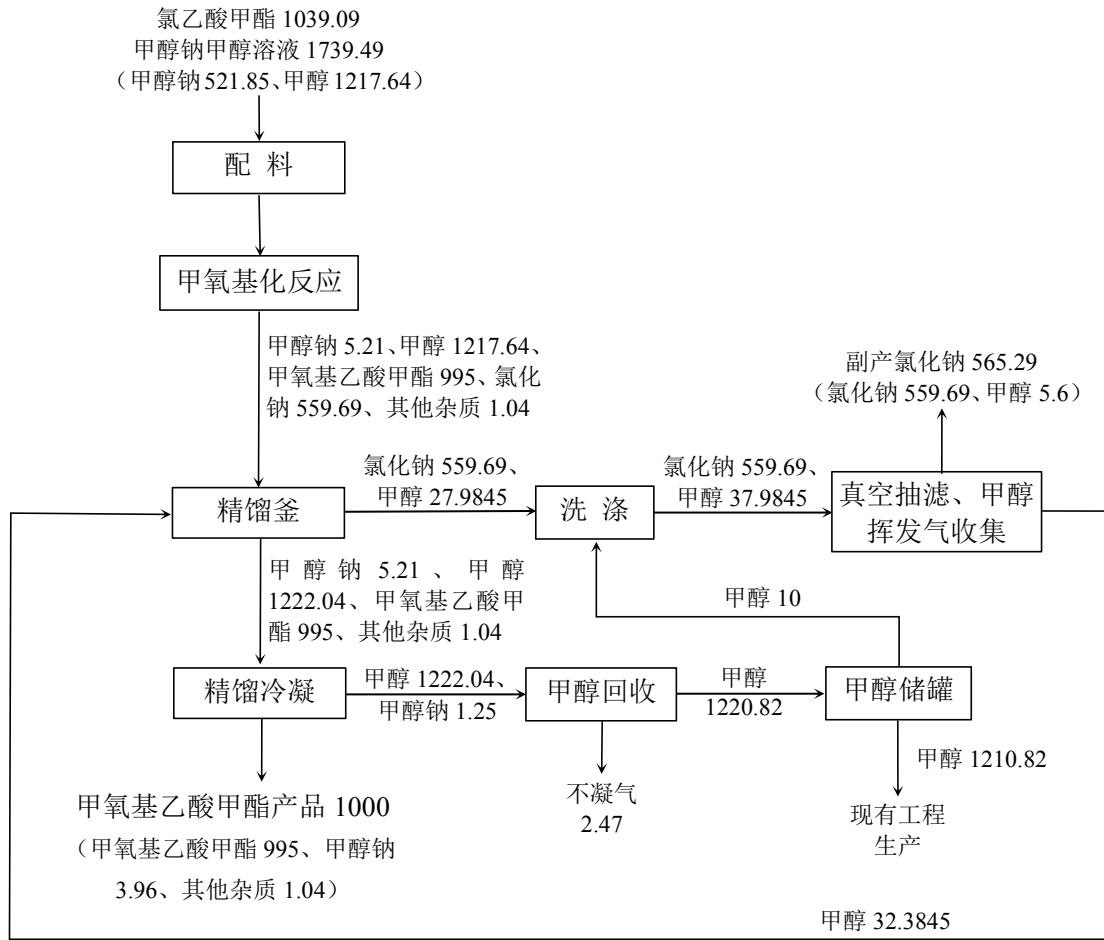 氯乙酸甲酯 1039.09
甲醇钠甲醇溶液 1739.49
（甲醇钠 521.85、甲醇 1217.64）
配 料
甲氧基化反应
甲醇钠 5.21、甲醇 1217.64、
甲氧基乙酸甲酯 995、氯化
钠 559.69、其他杂质 1.04
副产氯化钠 565.29
（氯化钠 559.69、甲醇 5.6）
精馏釜
氯化钠 559.69、
甲醇 27.9845
洗 涤
氯化钠 559.69、
甲醇 37.9845
真空抽滤、甲醇
挥发气收集
甲醇钠 5.21、甲醇
1222.04、甲氧基乙酸甲
酯 995、其他杂质 1.04
甲醇 10
精馏冷凝
甲醇 1222.04、
甲醇钠 1.25
甲醇回收
甲醇
1220.82
甲醇储罐
甲醇 1210.82
甲氧基乙酸甲酯产品 1000
（甲氧基乙酸甲酯 995、甲醇钠
3.96、其他杂质 1.04）
不凝气
2.47
现有工程
生产
甲醇 32.3845